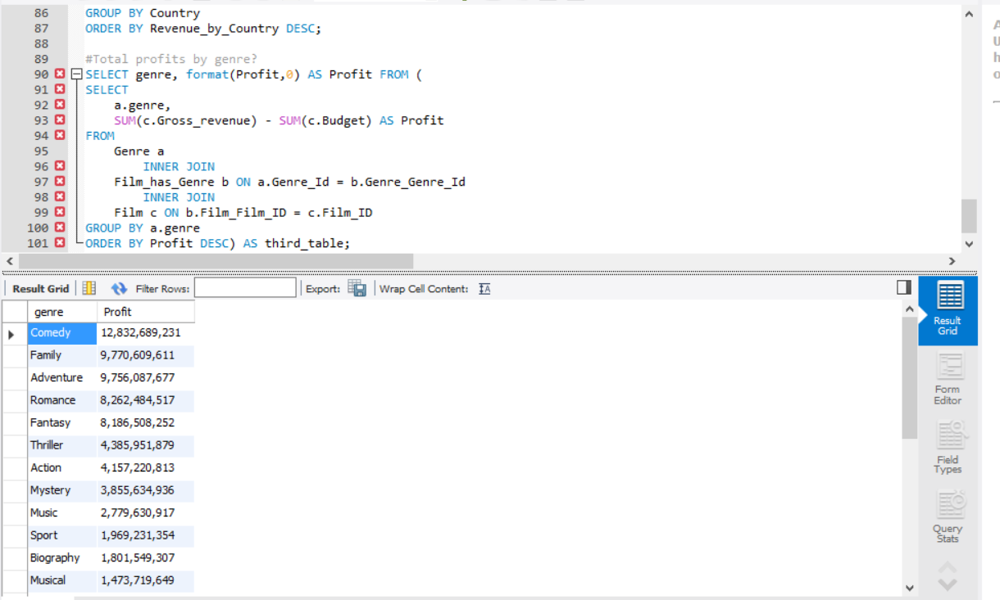 86 GROUP BY Country
87 ORDER BY Revenue_by_Country DESC;
88
89 #Total profits by genre?
90 SELECT genre, format(Profit,0) AS Profit FROM (
91 SELECT
92 a.genre,
93 SUM(c.Gross_revenue) - SUM(c.Budget) AS Profit
94 FROM
95 Genre a
96 INNER JOIN
97 Film_has_Genre b ON a.Genre_Id = b.Genre_Genre_Id
98 INNER JOIN
99 Film c ON b.Film_Film_ID = c.Film_ID
100 GROUP BY a.genre
101 ORDER BY Profit DESC) AS third_table;
Result Grid Filter Rows: Export: Wrap Cell Content: IA
genre Profit
Comedy 12,832,689,231
Family 9,770,609,611
Adventure 9,756,087,677
Romance 8,262,484,517
Fantasy 8,186,508,252
Thriller 4,385,951,879
Action 4,157,220,813
Mystery 3,855,634,936
Music 2,779,630,917
Sport 1,969,231,354
Biography 1,801,549,307
Musical 1,473,719,649
Result
Grid
Form
Editor
Field
Types
Query
Stats